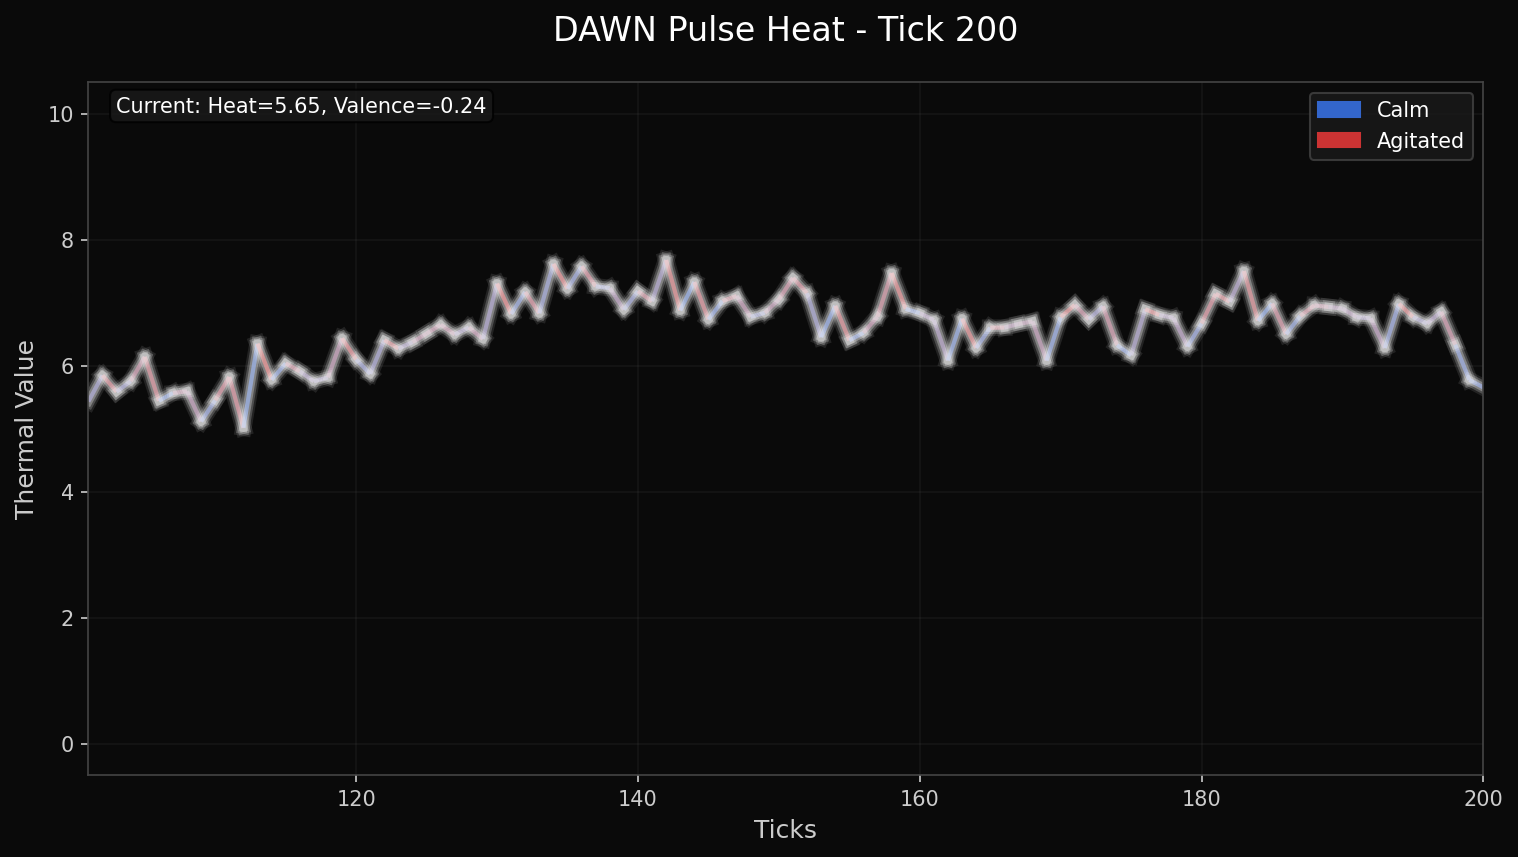 DAWN Pulse Heat - Tick 200
Current: Heat=5.65, Valence=-0.24
Calm
Agitated
10
8
6
4
2
0
Thermal Value
120
140
160
180
200
Ticks